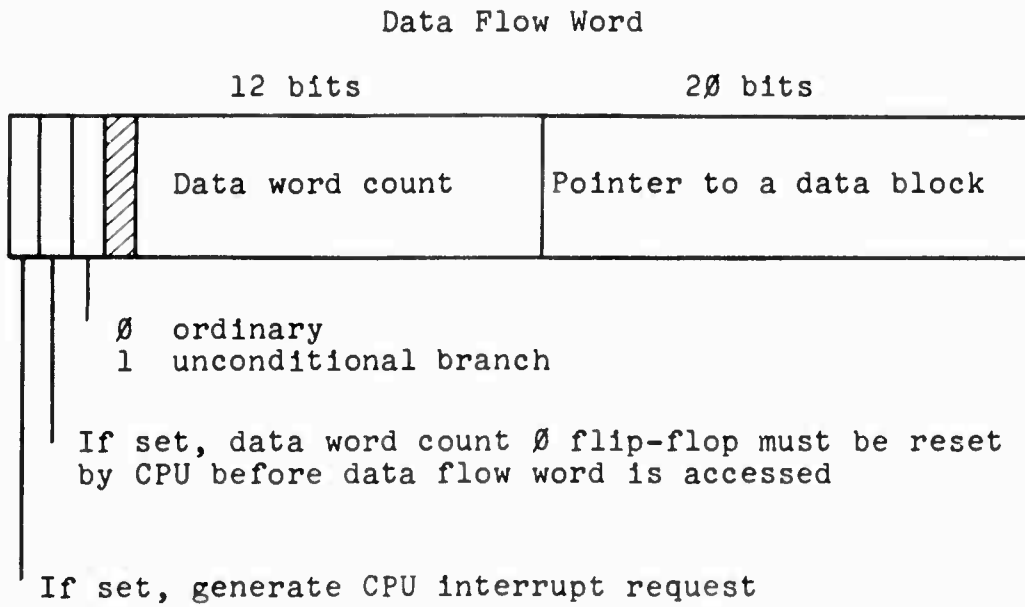 Data Flow Word
12 bits 2Ø bits
Data word count Pointer to a data block
Ø ordinary
1 unconditional branch
If set, data word count Ø flip-flop must be reset
by CPU before data flow word is accessed
If set, generate CPU interrupt request